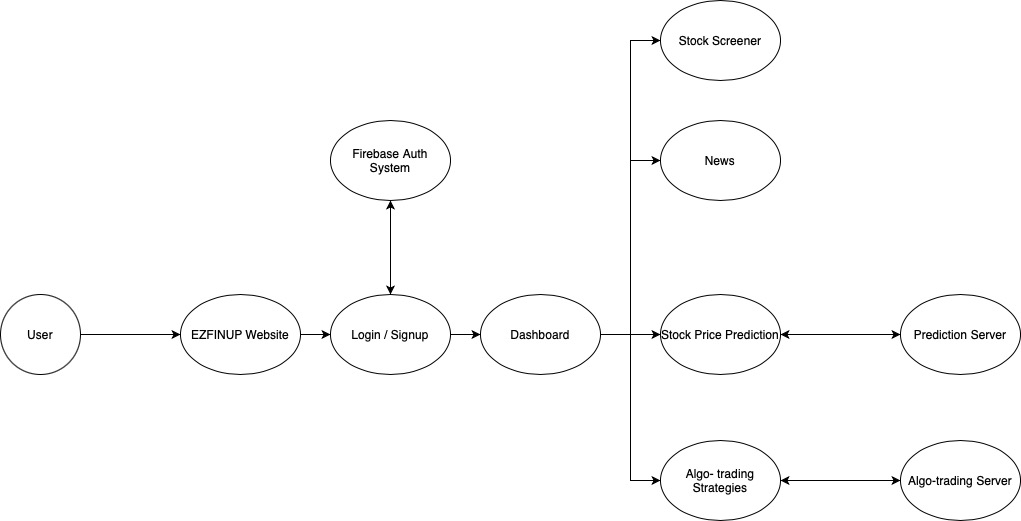 Stock Screener
Firebase Auth
System
News
User
EZFINUP Website
Login / Signup
Dashboard
Stock Price Prediction
Prediction Server
Algo- trading
Strategies
Algo-trading Server